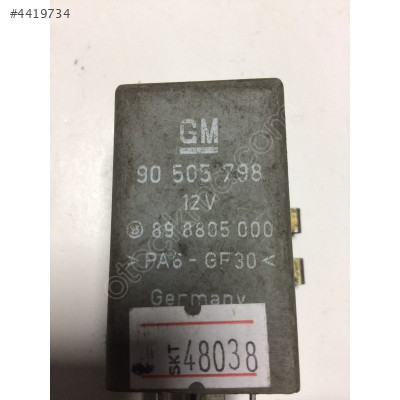 #4419734
GM
90 505 798
12V
89 8805 000
>PA6-GF30<
Germany
SKT 48038